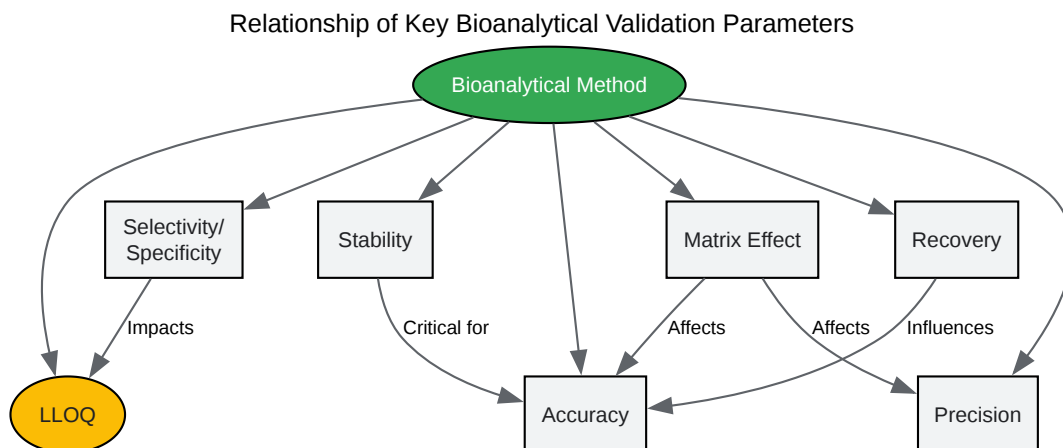 Relationship of Key Bioanalytical Validation Parameters
Bioanalytical Method
Selectivity/
Specificity
Stability
Matrix Effect
Recovery
Impacts
Critical for
Affects
Affects
Influences
LLOQ
Accuracy
Precision